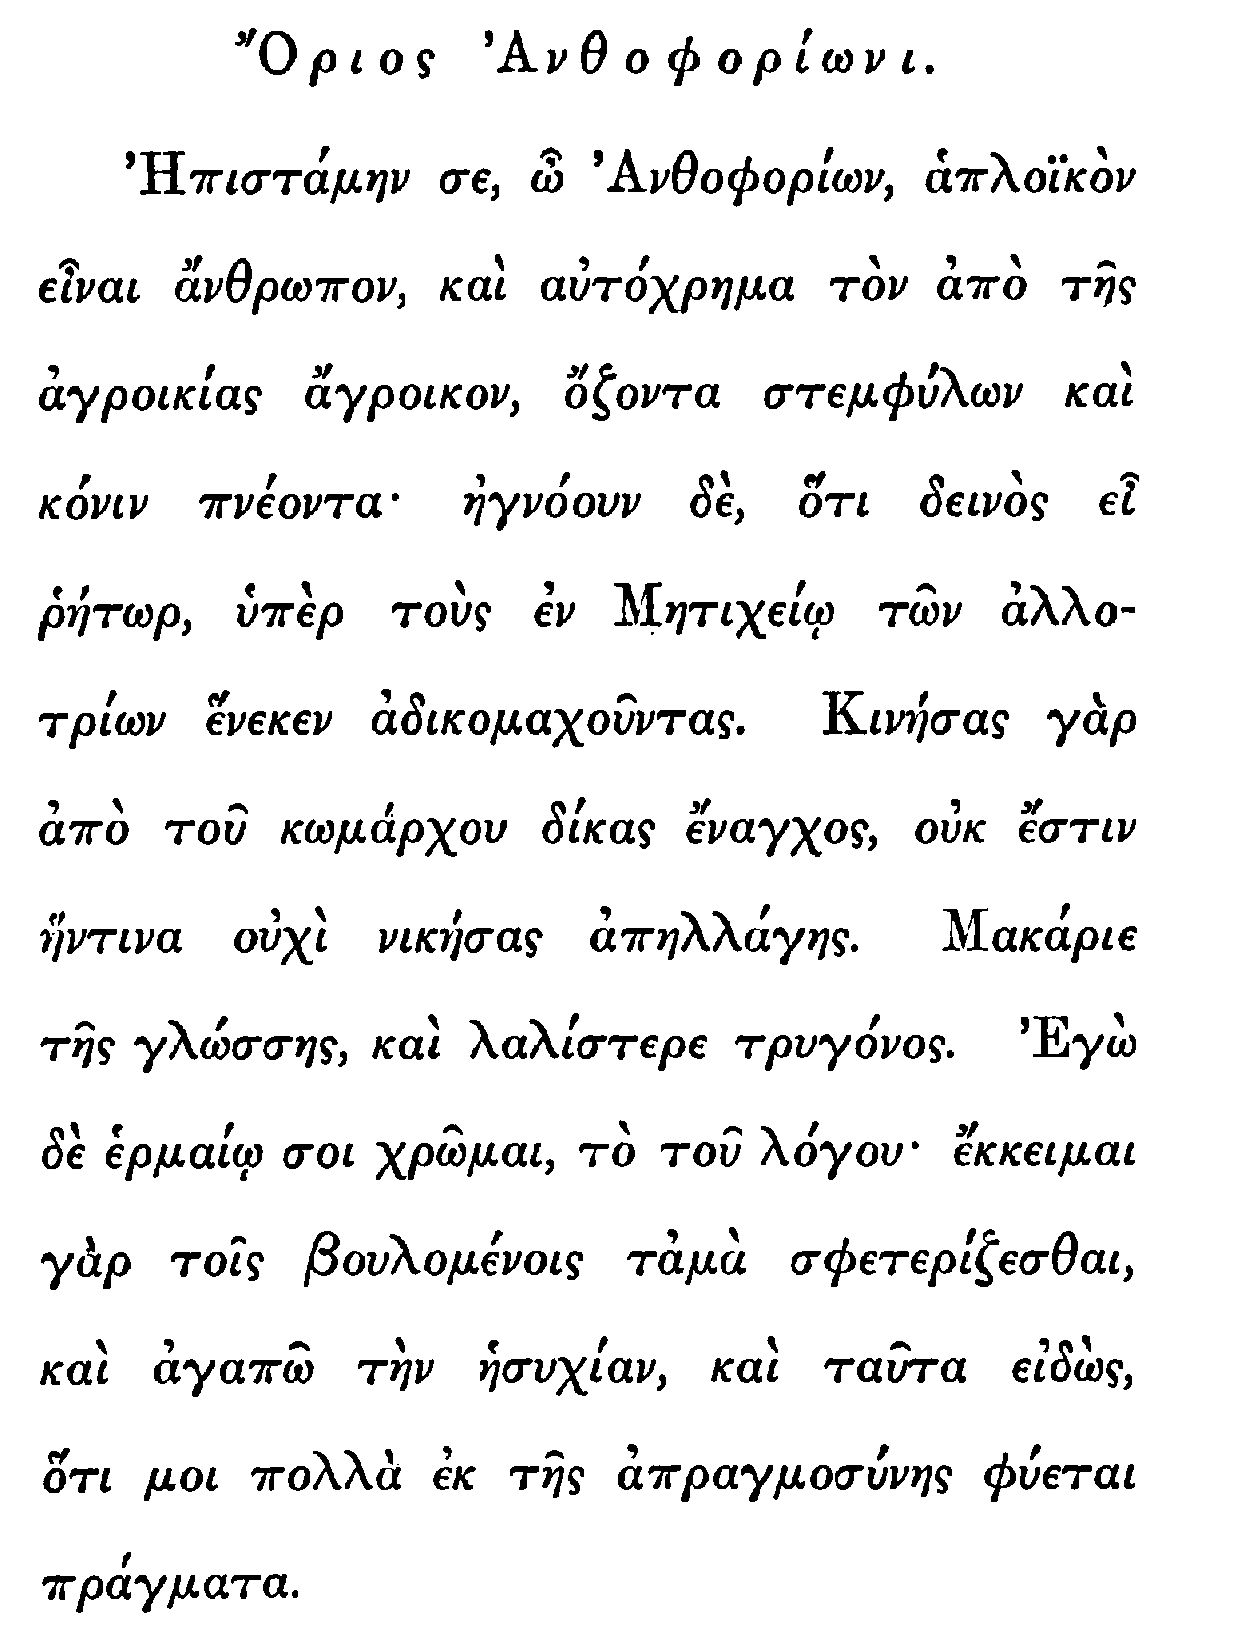 Ὅριος Ἀνθοφορίωνι.
Ἠπιστάμην σε, ὦ Ἀνθοφορίων, ἁπλοϊκὸν
εἶναι ἄνθρωπον, καὶ αὐτόχρημα τὸν ἀπὸ τῆς
ἀγροικίας ἄγροικον, ὄζοντα στεμφύλων καὶ
κόνιν πνέοντα· ἠγνόουν δὲ, ὅτι δεινὸς εἶ
ῥήτωρ, ὑπὲρ τοὺς ἐν Μητιχείῳ τῶν ἀλλο-
τρίων ἕνεκεν ἀδικομαχοῦντας. Κινήσας γὰρ
ἀπὸ τοῦ κωμάρχου δίκας ἔναγχος, οὐκ ἔστιν
ἥντινα οὐχὶ νικήσας ἀπηλλάγης. Μακάριε
τῆς γλώσσης, καὶ λαλίστερε τρυγόνος. Ἐγὼ
δὲ ἑρμαίῳ σοι χρῶμαι, τὸ τοῦ λόγου· ἔκκειμαι
γὰρ τοῖς βουλομένοις τἀμὰ σφετερίζεσθαι,
καὶ ἀγαπῶ τὴν ἡσυχίαν, καὶ ταῦτα εἰδὼς,
ὅτι μοι πολλὰ ἐκ τῆς ἀπραγμοσύνης φύεται
πράγματα.